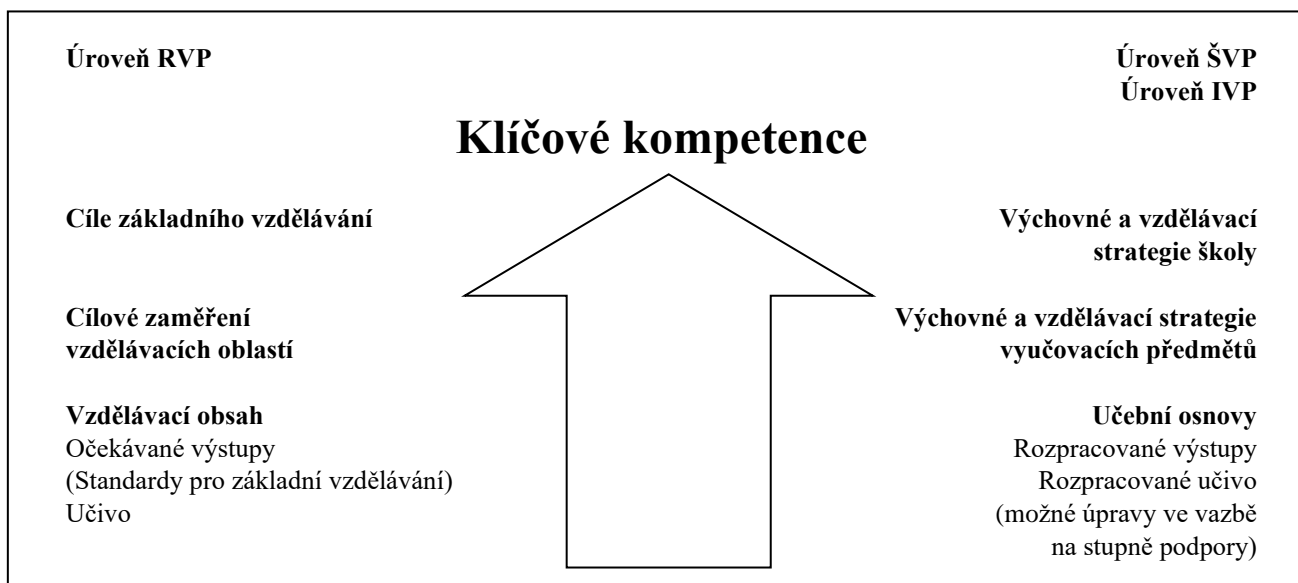 Úroveň RVP
Úroveň ŠVP
Úroveň IVP
Klíčové kompetence
Cíle základního vzdělávání
Výchovné a vzdělávací
strategie školy
Cílové zaměření
vzdělávacích oblastí
Výchovné a vzdělávací strategie
vyučovacích předmětů
Vzdělávací obsah
Očekávané výstupy
(Standardy pro základní vzdělávání)
Učivo
Učební osnovy
Rozpracované výstupy
Rozpracované učivo
(možné úpravy ve vazbě
na stupně podpory)